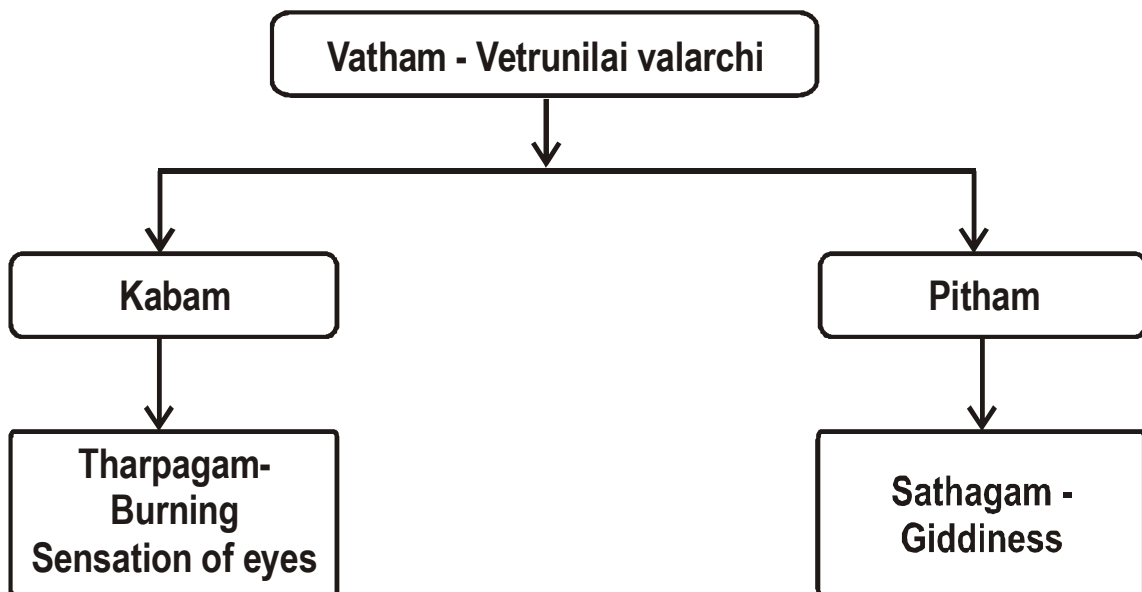 Vatham - Vetrunilai valarchi
Kabam
Pitham
Tharpagam-
Burning
Sensation of eyes
Sathagam -
Giddiness